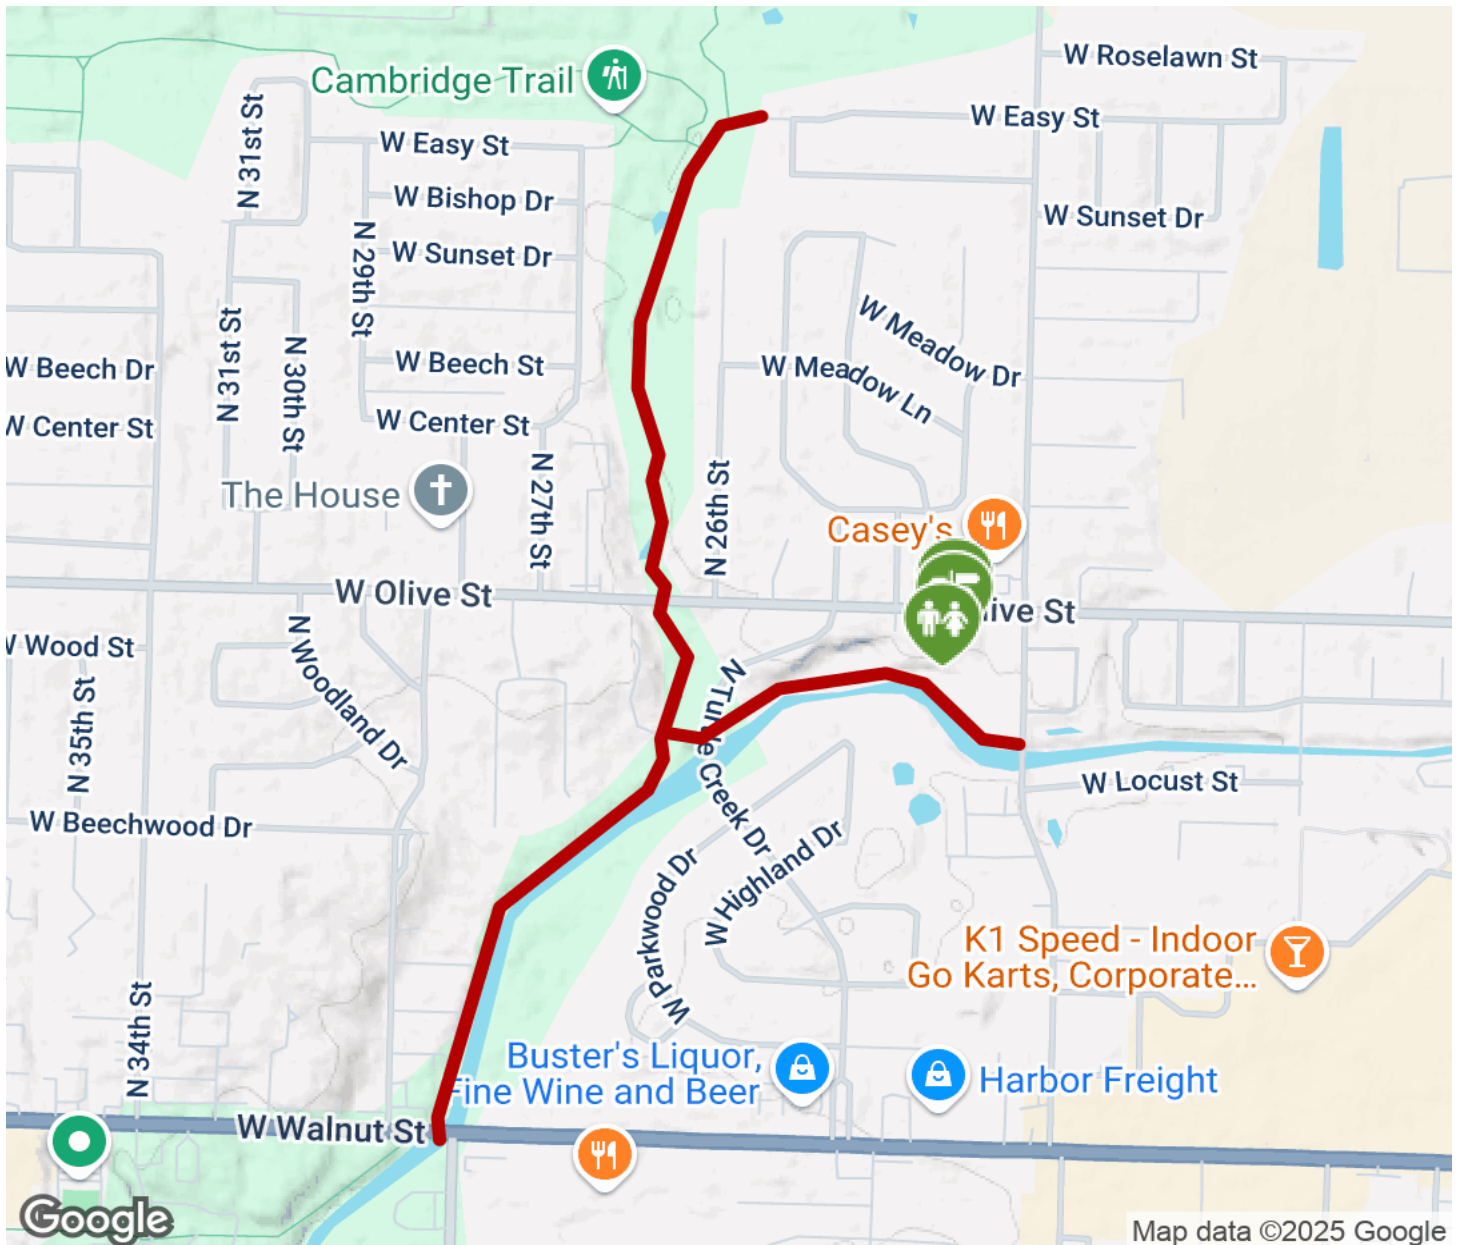 W Roselawn St
Cambridge Trail
N 31st St
W Easy St
W Easy St
W Bishop Dr
W Sunset Dr
W Sunset Dr
N 29th St
N 31st St
N 30th St
W Meadow Dr
W Beech Dr
W Beech St
W Meadow Ln
W Center St
W Center St
N 27th St
N 26th St
The House
Casey's
W Olive St
live St
Wood St
N Woodland Dr
N 35th St
N Tu
le Creek Dr
W Locust St
W Beechwood Dr
W Parkwood Dr
W Highland Dr
K1 Speed - Indoor
Go Karts, Corporate...
N 34th St
Buster's Liquor,
Fine Wine and Beer
Harbor Freight
W Walnut St
Google
Map data ©2025 Google